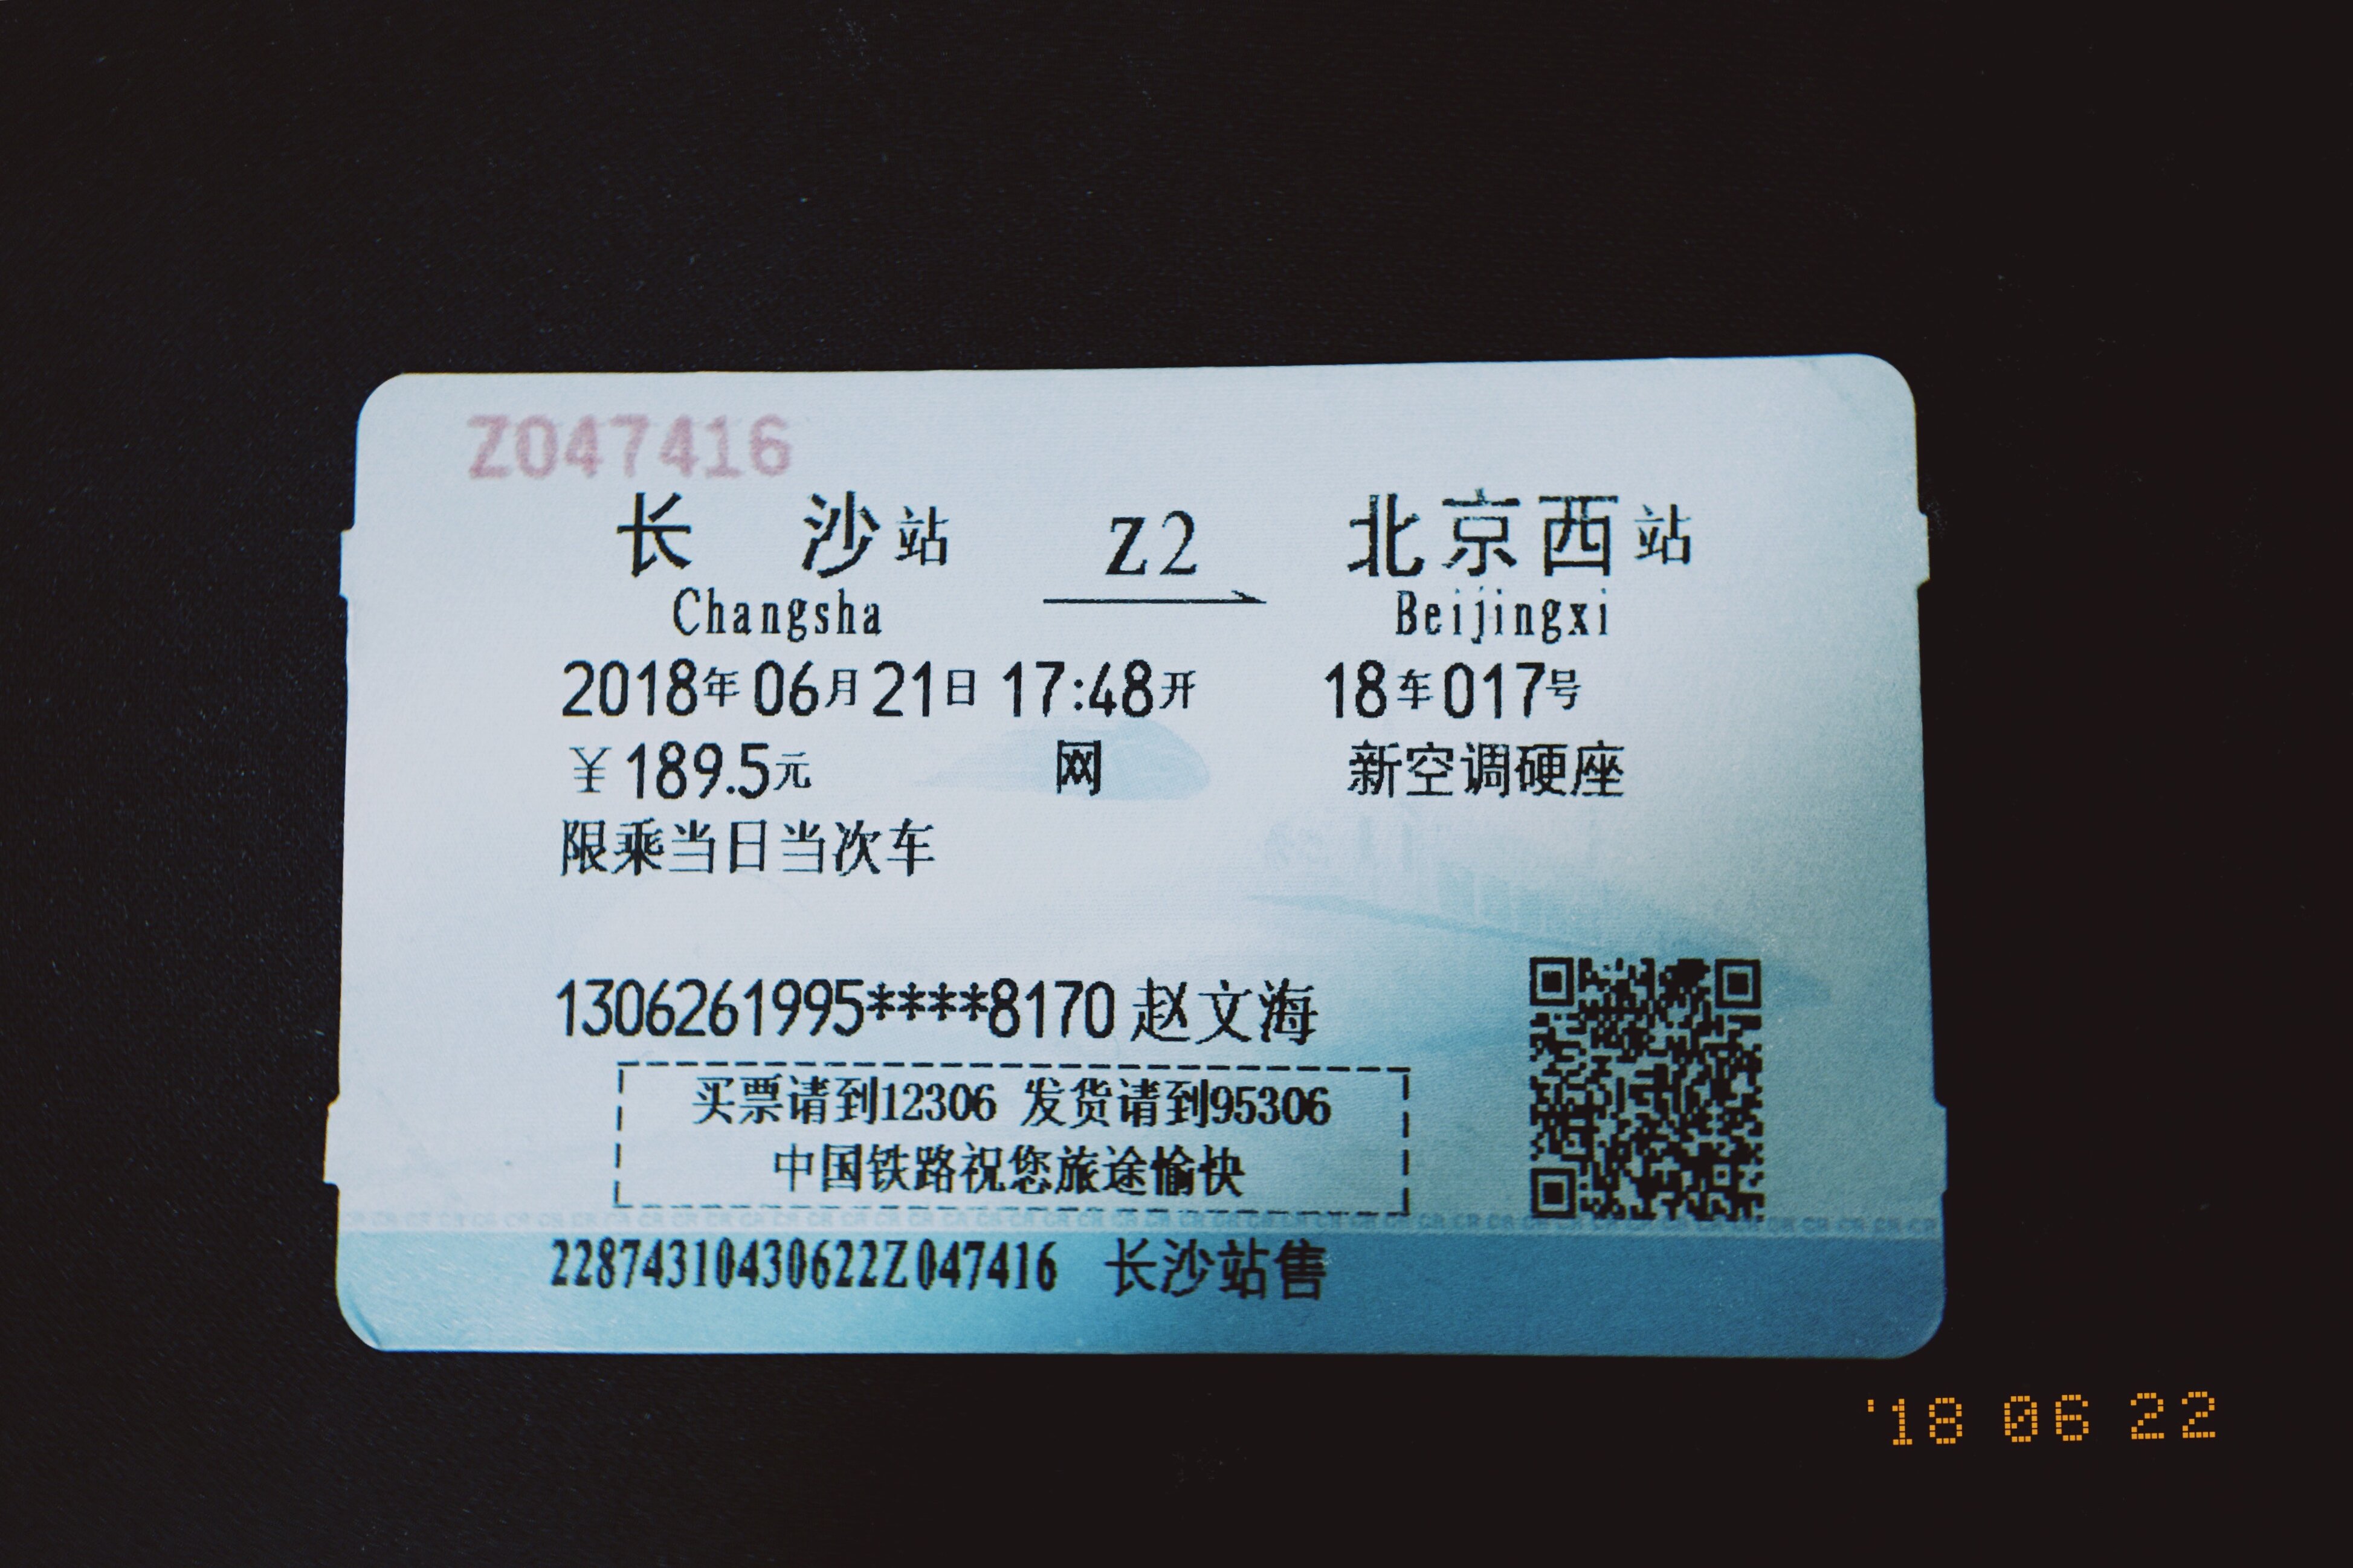 Z047416
长 沙站 Z2 北京西站
Changsha Beijingxi
2018年06月21日 17:48开 18车017号
￥189.5元 网 新空调硬座
限乘当日当次车
1306261995****8170 赵文海
买票请到12306 发货请到95306
中国铁路祝您旅途愉快
22874310430622Z047416 长沙站售
'18 06 22